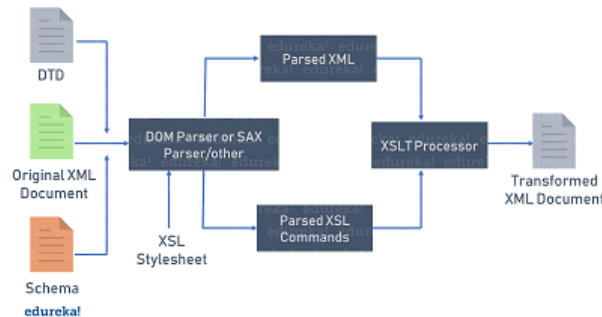 DTD
Original XML
Document
Schema
edureka!
DOM Parser or SAX
Parser/other
XSL
Stylesheet
Parsed XML
Parsed XSL
Commands
XSLT Processor
Transformed
XML Document